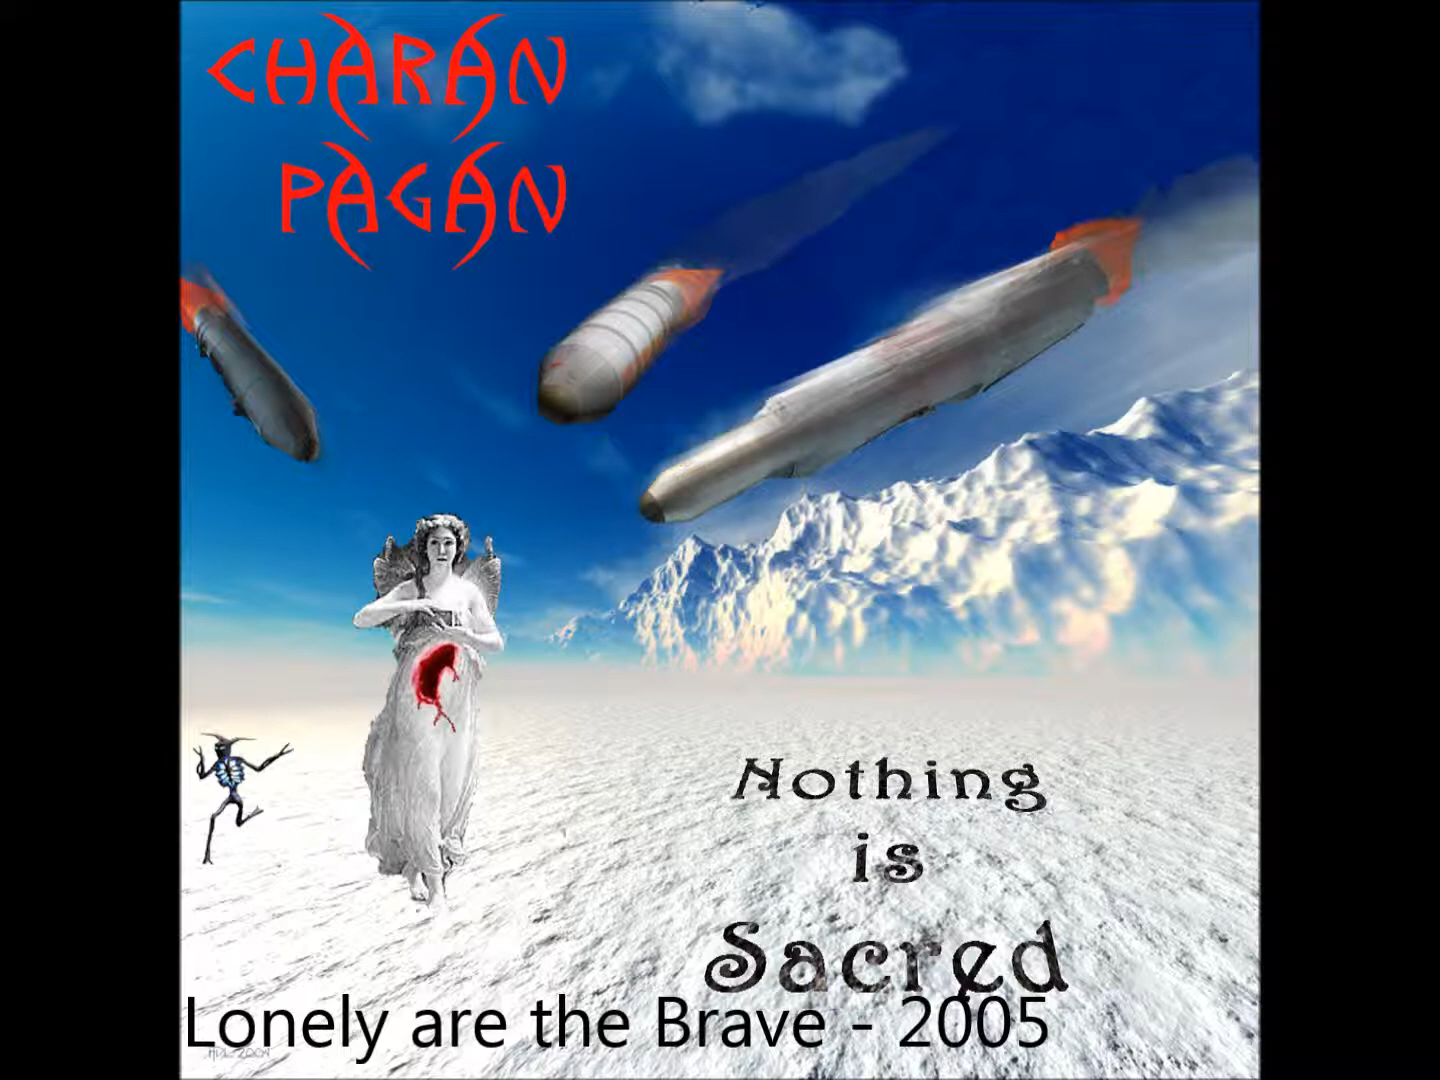 CHARAN
PAGAN
Nothing
is
Sacred
Lonely are the Brave - 2005